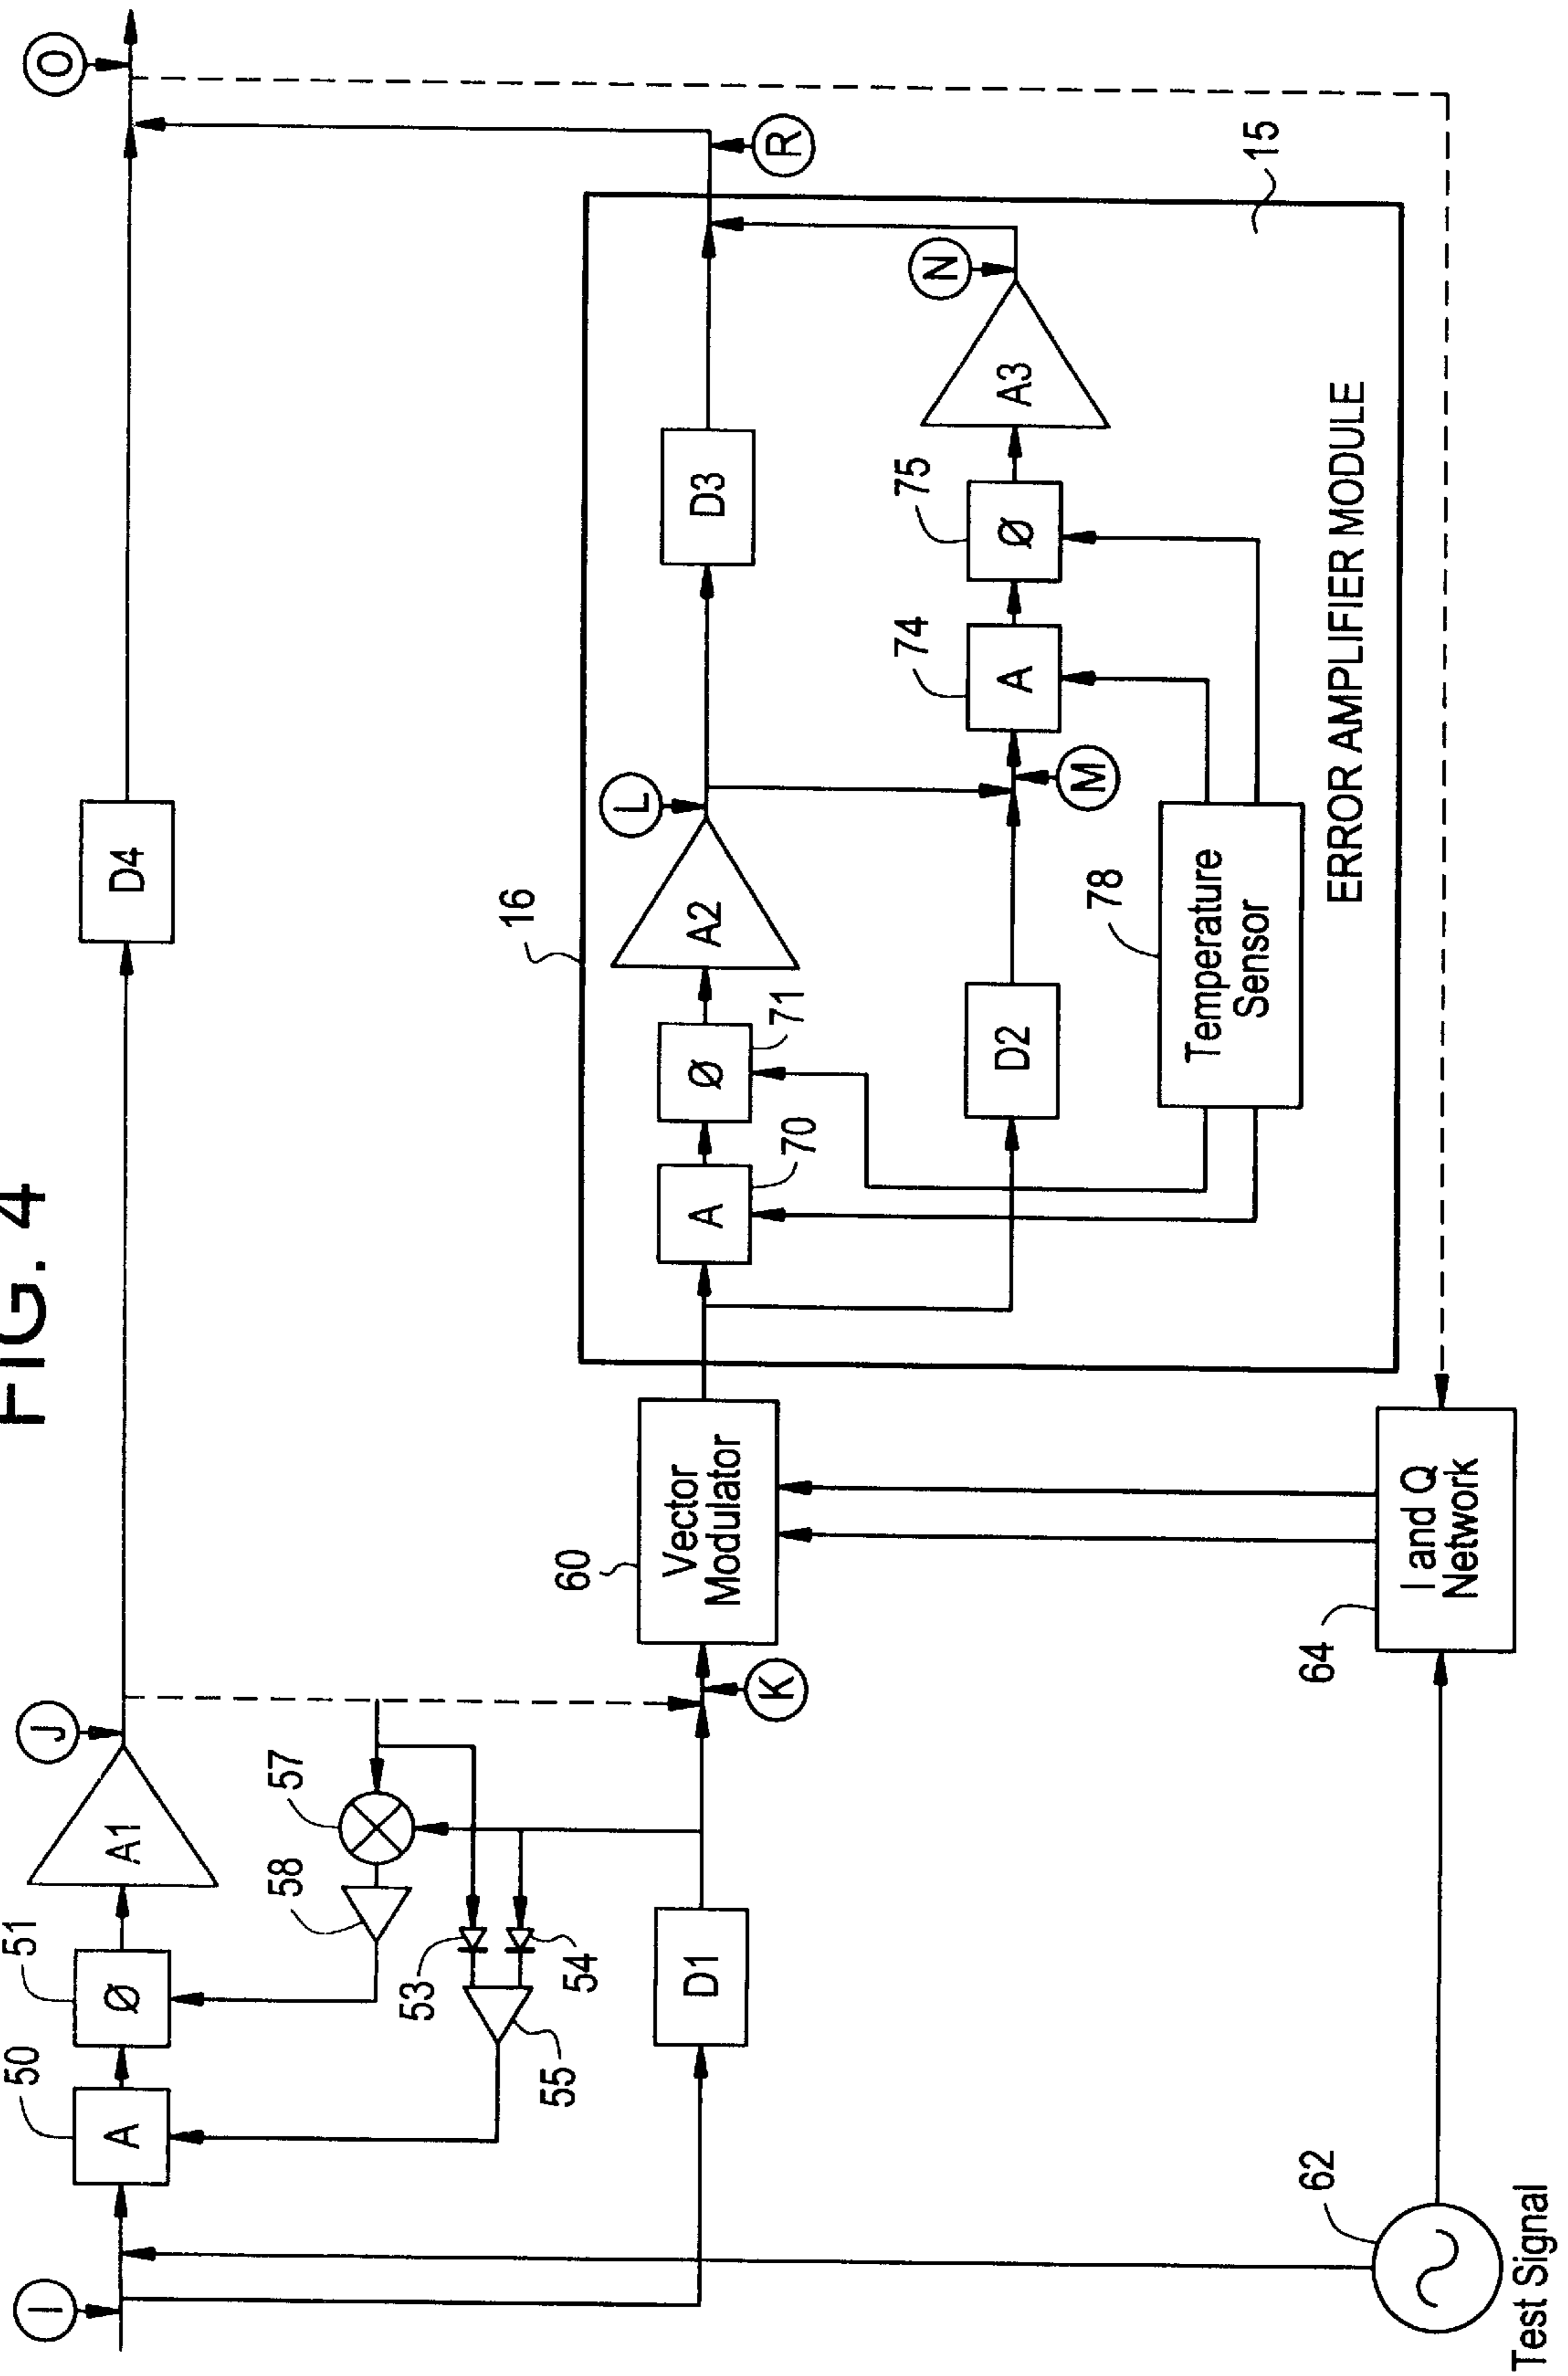 FIG. 4
I
50
A
51
Ø
A1
J
D4
O
58
57
53
54
55
D1
K
60
Vector
Modulator
16
A
70
Ø
71
A2
L
D3
R
D2
M
74
A
75
Ø
A3
N
78
Temperature
Sensor
15
ERROR AMPLIFIER MODULE
62
Test Signal
64
I and Q
Network